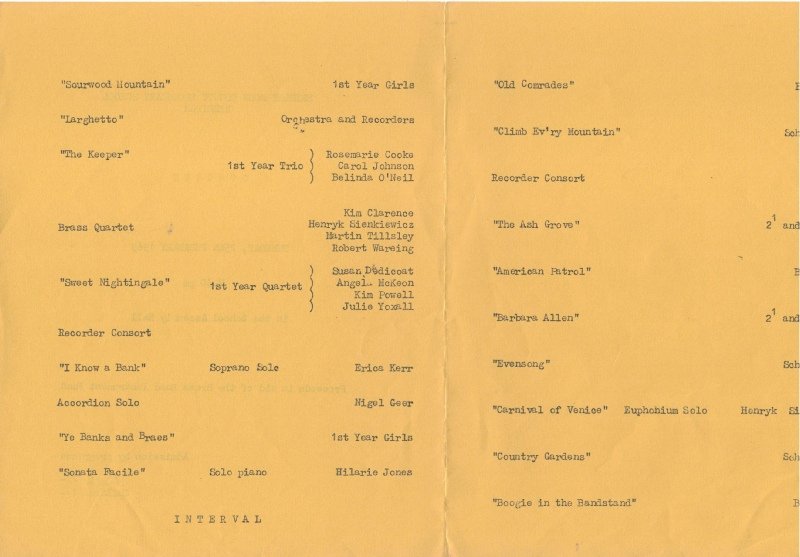 "Sourwood Mountain" 1st Year Girls
"Larghetto" Orchestra and Recorders
"The Keeper" 1st Year Trio ) Rosemarie Cooke
) Carol Johnson
) Belinda O'Neil
Brass Quartet Kim Clarence
Henryk Sienkiewicz
Martin Tillsley
Robert Wareing
"Sweet Nightingale" 1st Year Quartet ) Susan Dedicoat
) Angela McKeon
) Kim Powell
) Julie Yoxall
Recorder Consort
"I Know a Bank" Soprano Solo Erica Kerr
Accordion Solo Nigel Geer
"Ye Banks and Braes" 1st Year Girls
"Sonata Facile" Solo piano Hilarie Jones
INTERVAL
"Old Comrades"
"Climb Ev'ry Mountain" Sch
Recorder Consort
"The Ash Grove" 2¹ and
"American Patrol" B
"Barbara Allen" 2¹ and
"Evensong" Sch
"Carnival of Venice" Euphobium Solo Henryk Si
"Country Gardens" Sch
"Boogie in the Bandstand" B